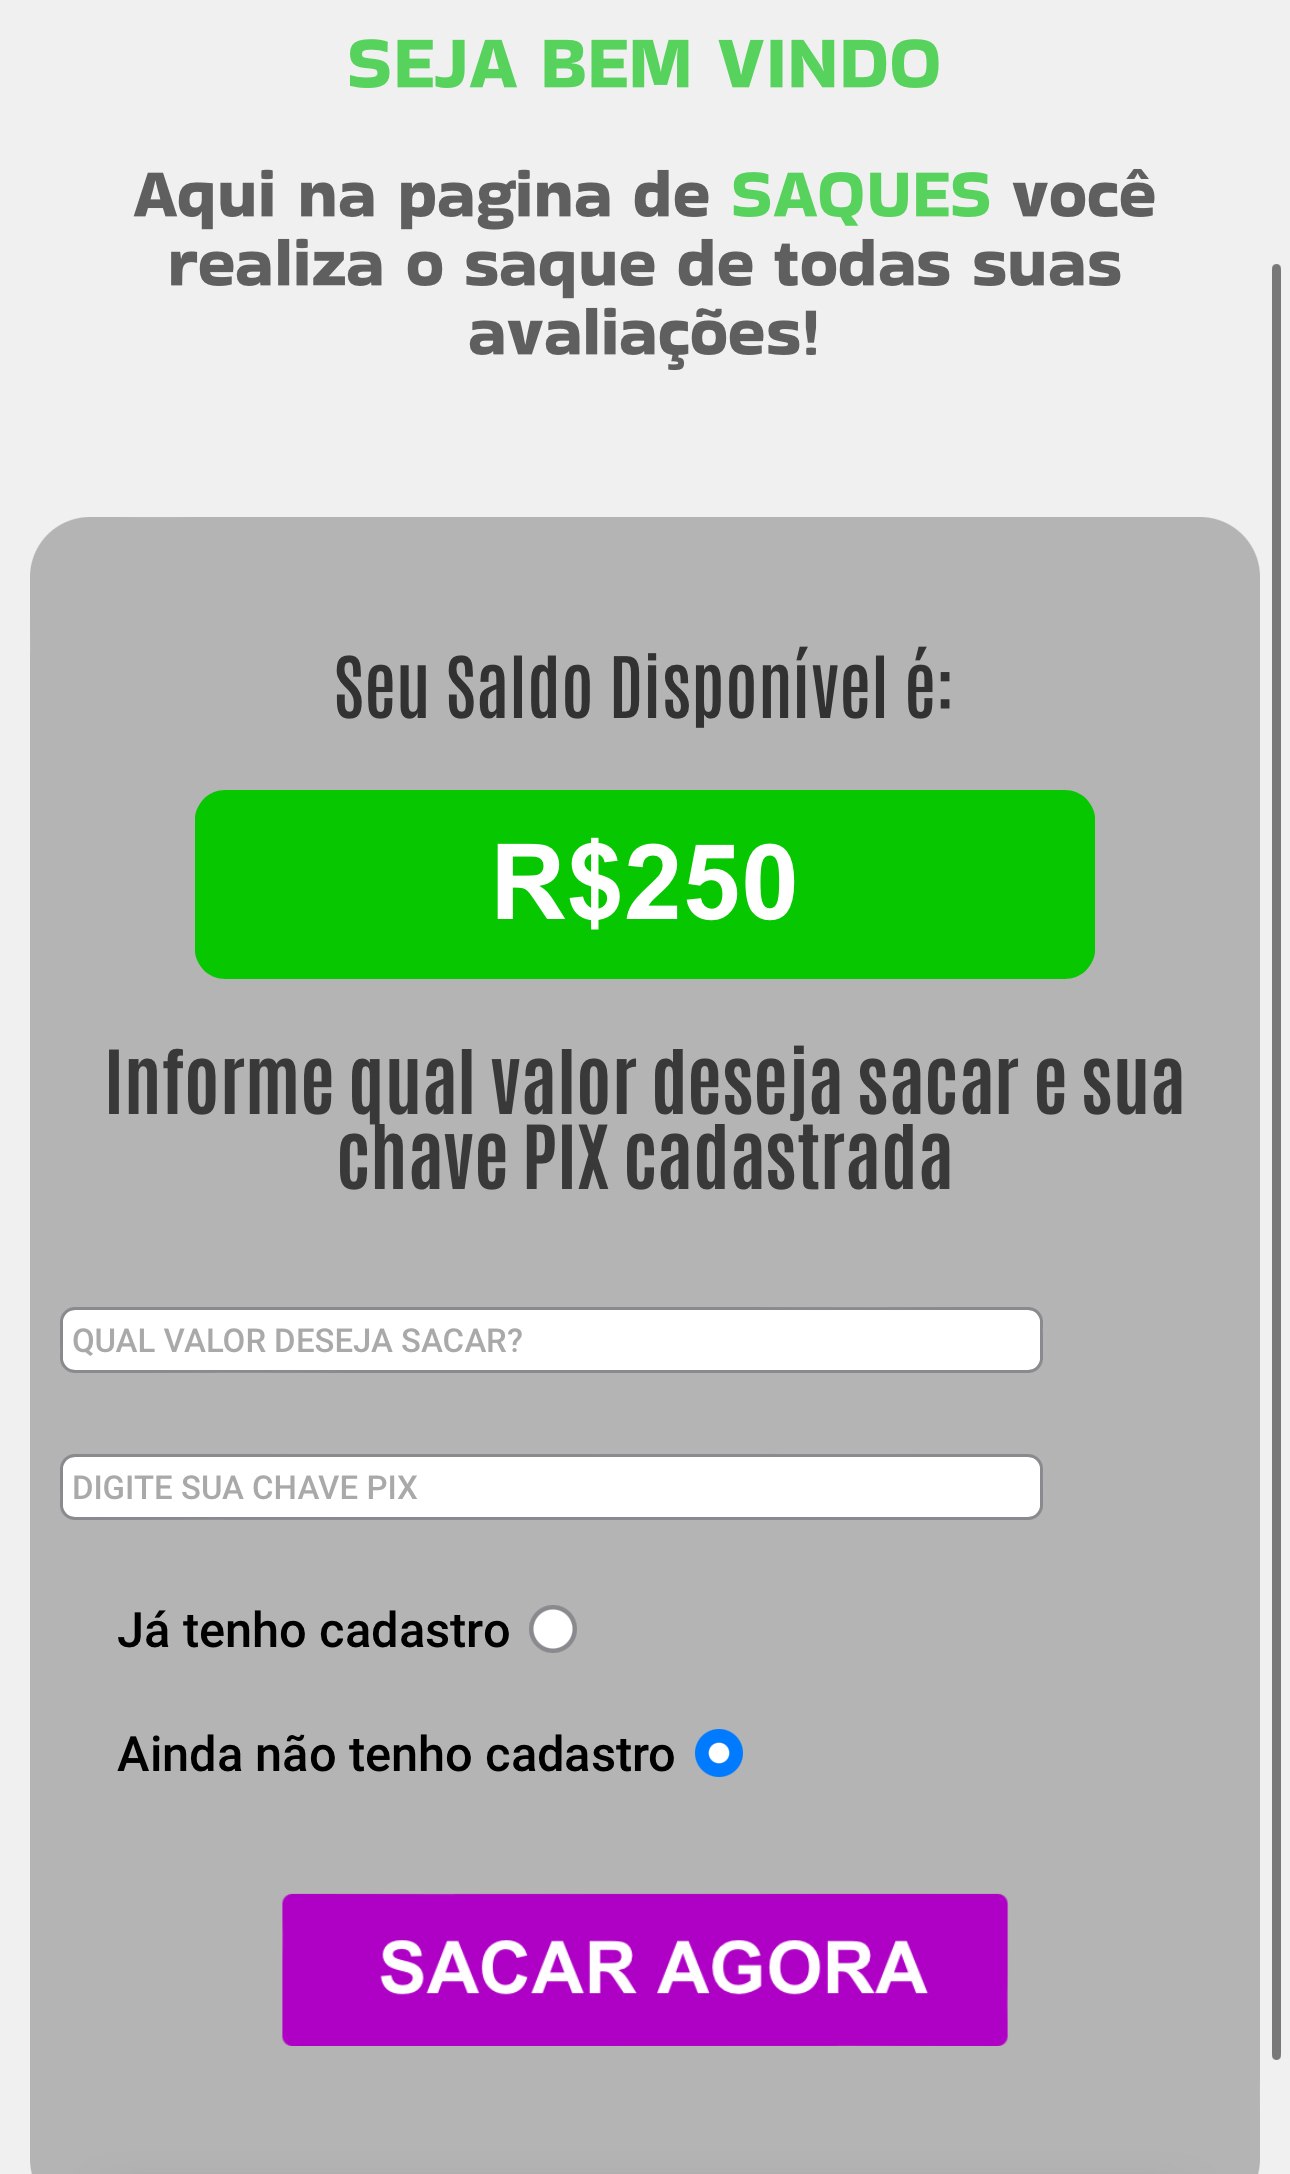 SEJA BEM VINDO
Aqui na pagina de SAQUES você
realiza o saque de todas suas
avaliações!
Seu Saldo Disponível é:
R$250
Informe qual valor deseja sacar e sua
chave PIX cadastrada
QUAL VALOR DESEJA SACAR?
DIGITE SUA CHAVE PIX
Já tenho cadastro
Ainda não tenho cadastro
SACAR AGORA